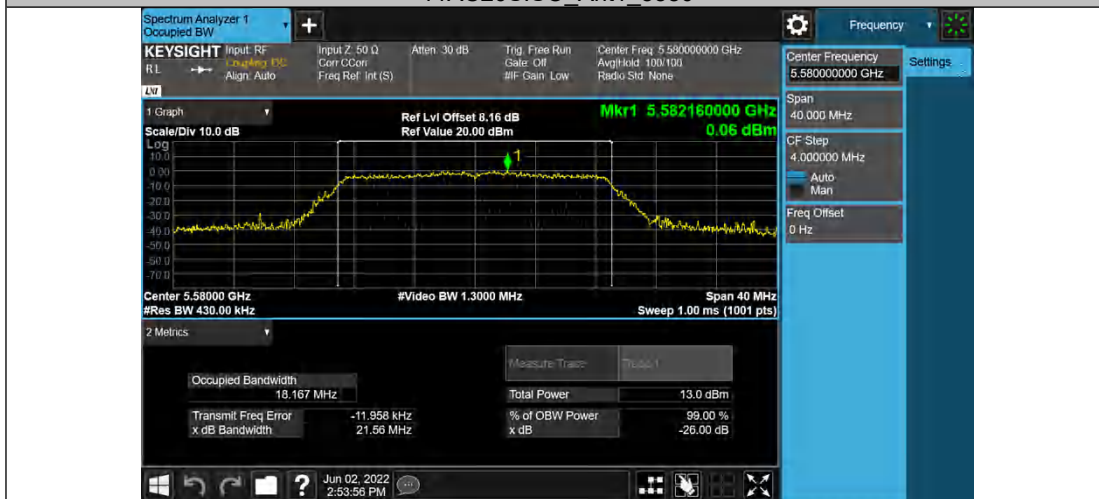 Spectrum Analyzer 1
Occupied BW
+
Frequency
KEYSIGHT
RL
LXI
Input: RF
Coupling: DC
Align: Auto
Input Z: 50 Ω
Corr CCorr
Freq Ref: Int (S)
Atten: 30 dB
Trig: Free Run
Gate: Off
#IF Gain: Low
Center Freq: 5.580000000 GHz
Avg|Hold: 100/100
Radio Std: None
Center Frequency
5.580000000 GHz
Settings
Span
40.000 MHz
CF Step
4.000000 MHz
Auto
Man
Freq Offset
0 Hz
1 Graph
Scale/Div 10.0 dB
Ref Lvl Offset 8.16 dB
Ref Value 20.00 dBm
Mkr1 5.582160000 GHz
0.06 dBm
Log
10.0
0.00
-10.0
-20.0
-30.0
-40.0
-50.0
-60.0
-70.0
1
Center 5.58000 GHz
#Res BW 430.00 kHz
#Video BW 1.3000 MHz
Span 40 MHz
Sweep 1.00 ms (1001 pts)
2 Metrics
Measure Trace
Trace 1
Occupied Bandwidth
18.167 MHz
Total Power
13.0 dBm
Transmit Freq Error
-11.958 kHz
% of OBW Power
99.00 %
x dB Bandwidth
21.56 MHz
x dB
-26.00 dB
?
Jun 02, 2022
2:53:56 PM